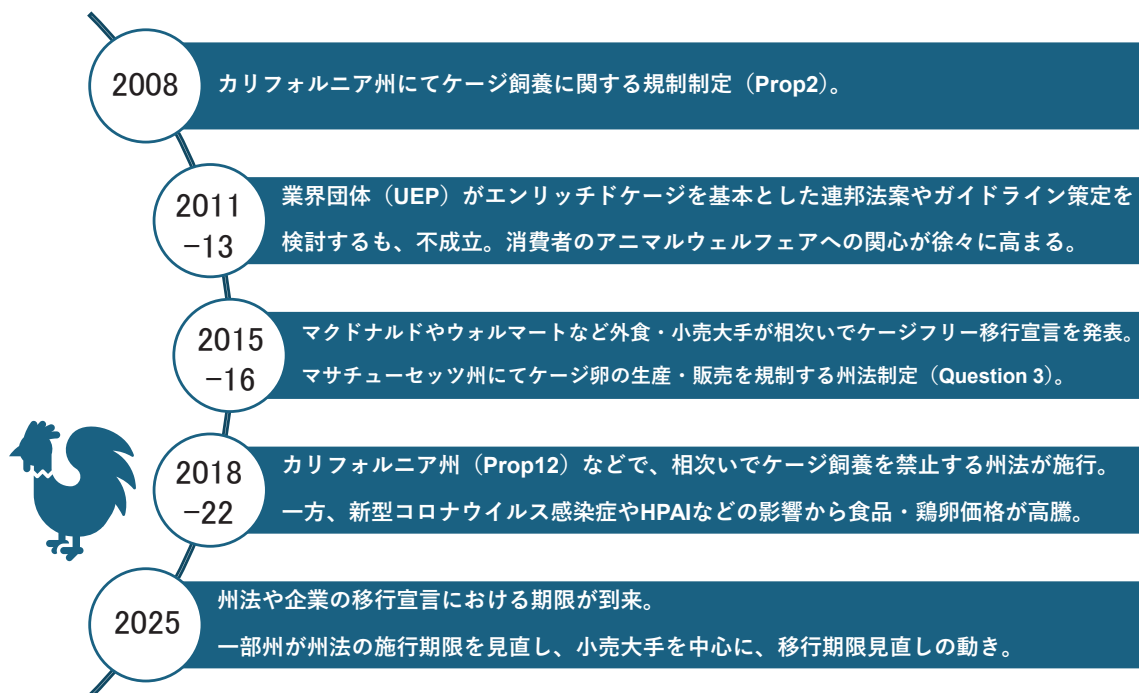 2008
カリフォルニア州にてケージ飼養に関する規制制定（Prop2）。
2011
−13
業界団体（UEP）がエンリッチドケージを基本とした連邦法案やガイドライン策定を
検討するも、不成立。消費者のアニマルウェルフェアへの関心が徐々に高まる。
2015
−16
マクドナルドやウォルマートなど外食・小売大手が相次いでケージフリー移行宣言を発表。
マサチューセッツ州にてケージ卵の生産・販売を規制する州法制定（Question 3）。
2018
−22
カリフォルニア州（Prop12）などで、相次いでケージ飼養を禁止する州法が施行。
一方、新型コロナウイルス感染症やHPAIなどの影響から食品・鶏卵価格が高騰。
2025
州法や企業の移行宣言における期限が到来。
一部州が州法の施行期限を見直し、小売大手を中心に、移行期限見直しの動き。